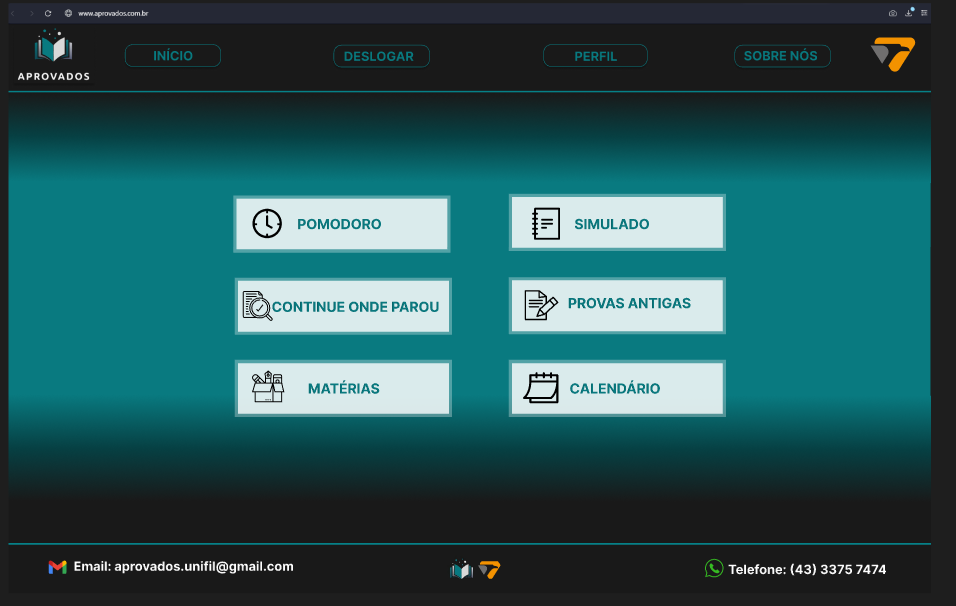 www.aprovados.com.br
APROVADOS
INÍCIO
DESLOGAR
PERFIL
SOBRE NÓS
POMODORO
SIMULADO
CONTINUE ONDE PAROU
PROVAS ANTIGAS
MATÉRIAS
CALENDÁRIO
Email: aprovados.unifil@gmail.com
Telefone: (43) 3375 7474